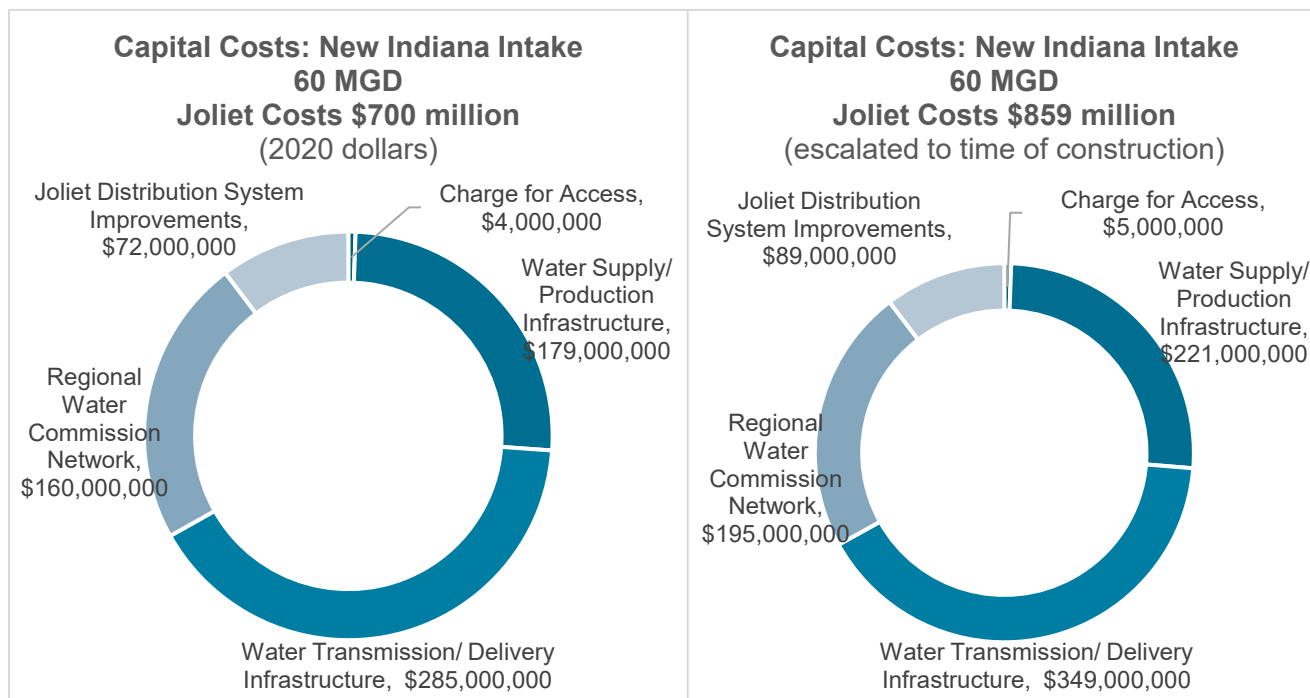 Capital Costs: New Indiana Intake
60 MGD
Joliet Costs $700 million
(2020 dollars)
Joliet Distribution System
Improvements,
$72,000,000
Charge for Access,
$4,000,000
Water Supply/
Production
Infrastructure,
$179,000,000
Regional
Water
Commission
Network,
$160,000,000
Water Transmission/ Delivery
Infrastructure, $285,000,000
Capital Costs: New Indiana Intake
60 MGD
Joliet Costs $859 million
(escalated to time of construction)
Joliet Distribution
System Improvements,
$89,000,000
Charge for Access,
$5,000,000
Water Supply/
Production
Infrastructure,
$221,000,000
Regional
Water
Commission
Network,
$195,000,000
Water Transmission/ Delivery
Infrastructure, $349,000,000